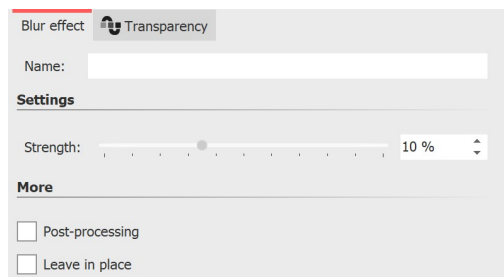 Blur effect Transparency
Name:
Settings
Strength: 10 %
More
Post-processing
Leave in place